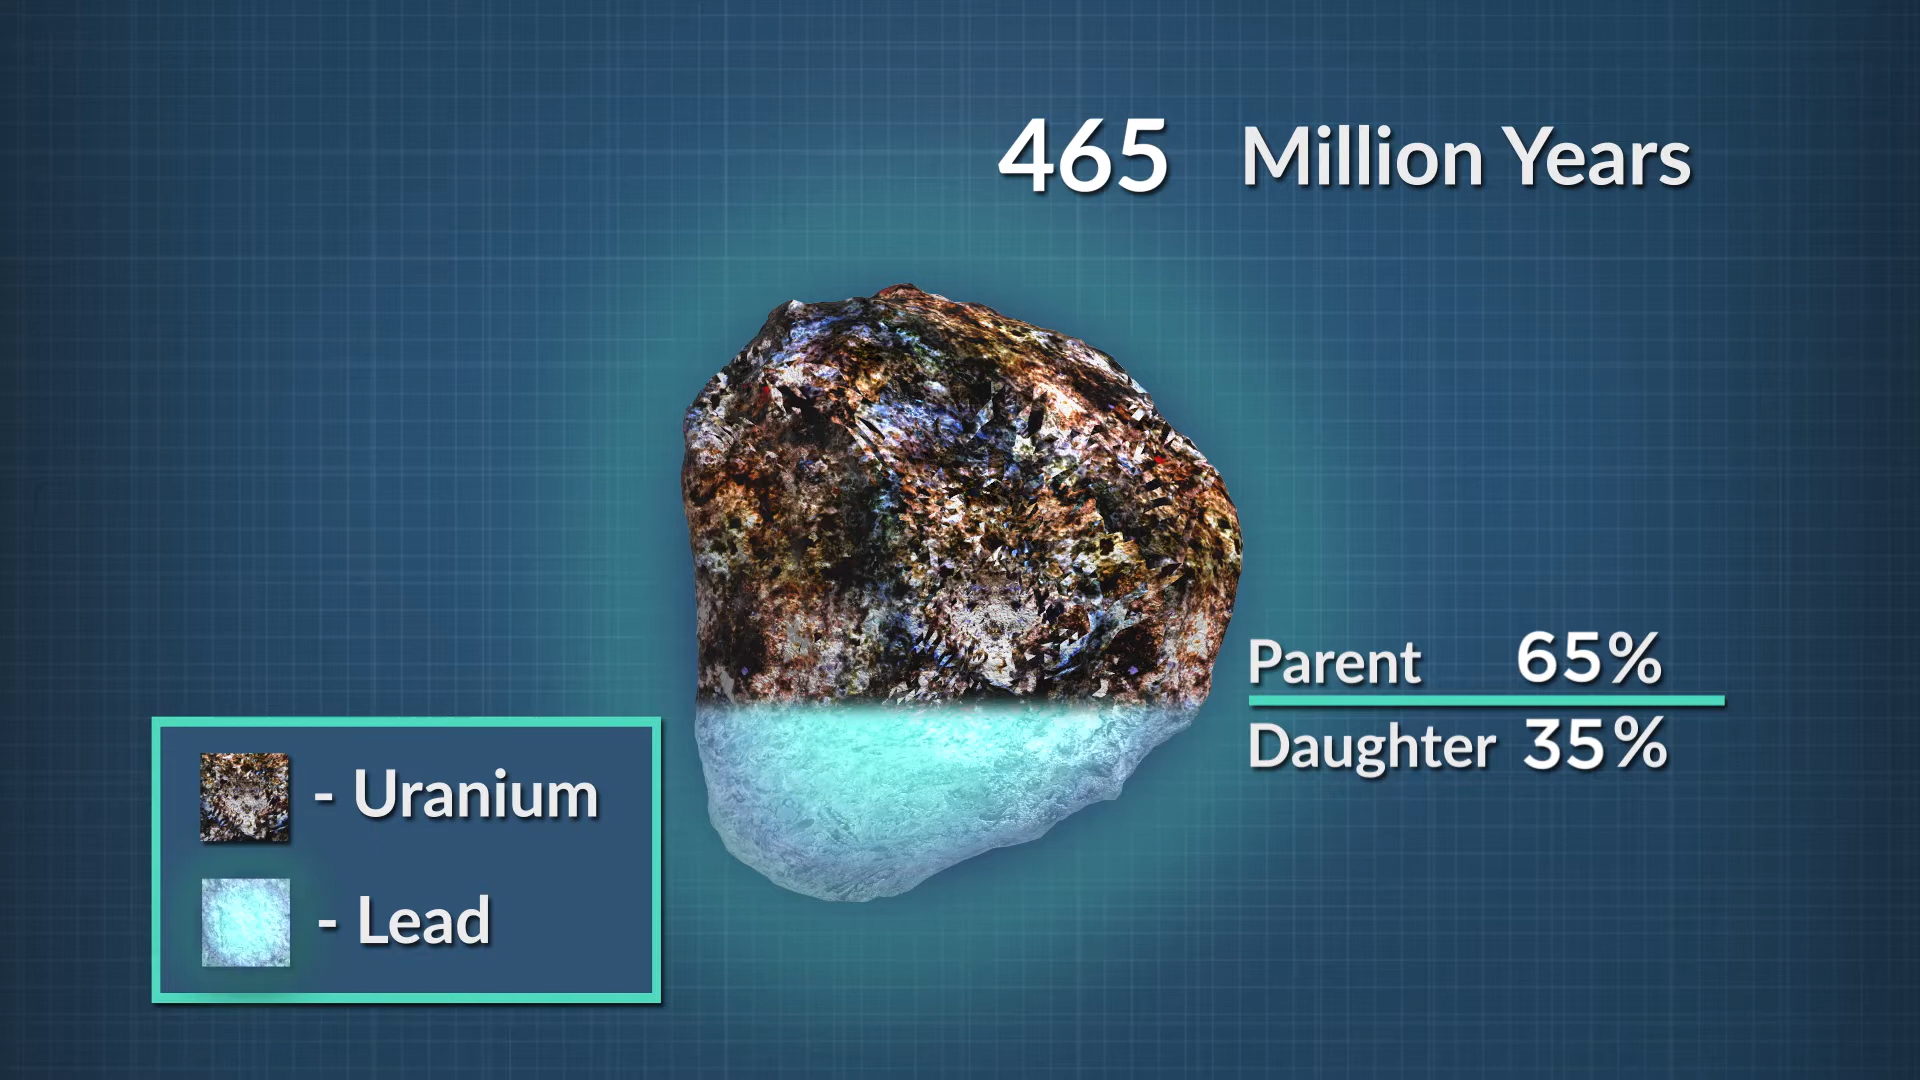 465 Million Years
Parent 65%
Daughter 35%
- Uranium
- Lead